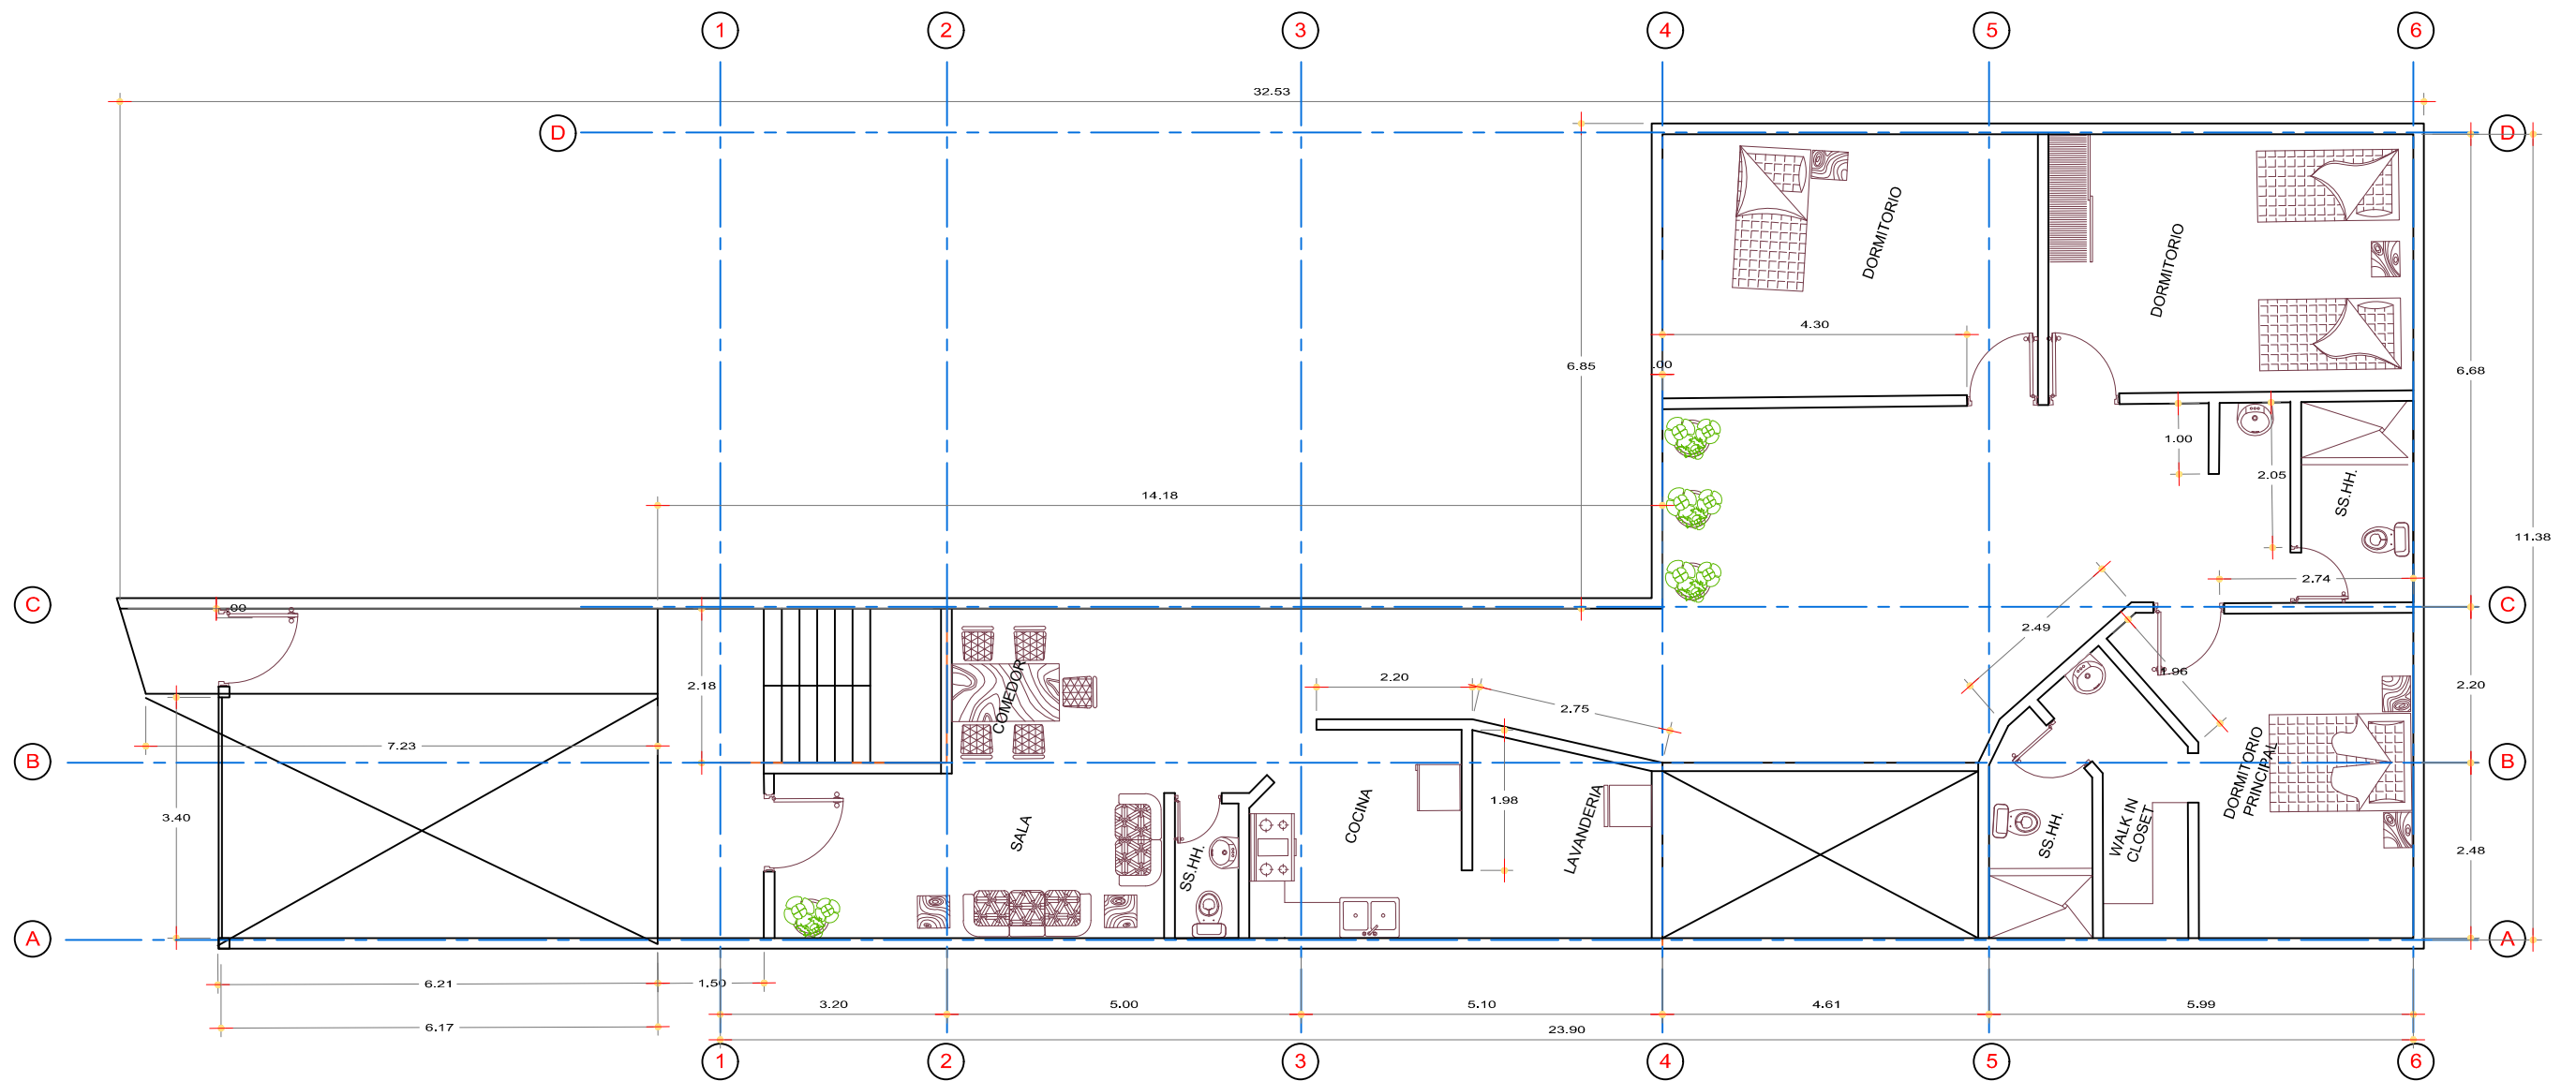 1 2 3 4 5 6
32.53
D D
DORMITORIO
DORMITORIO
4.30
.00
6.85
6.68
1.00
2.05
SS.HH.
14.18
11.38
2.74
C C
.00
2.49
1.96
2.18
COMEDOR
2.20
2.75
2.20
7.23
B B
DORMITORIO
PRINCIPAL
3.40
SALA
COCINA
1.98
LAVANDERIA
SS.HH.
SS.HH.
WALK IN
CLOSET
2.48
A A
6.21
1.50
3.20
5.00
5.10
4.61
5.99
6.17
23.90
1 2 3 4 5 6